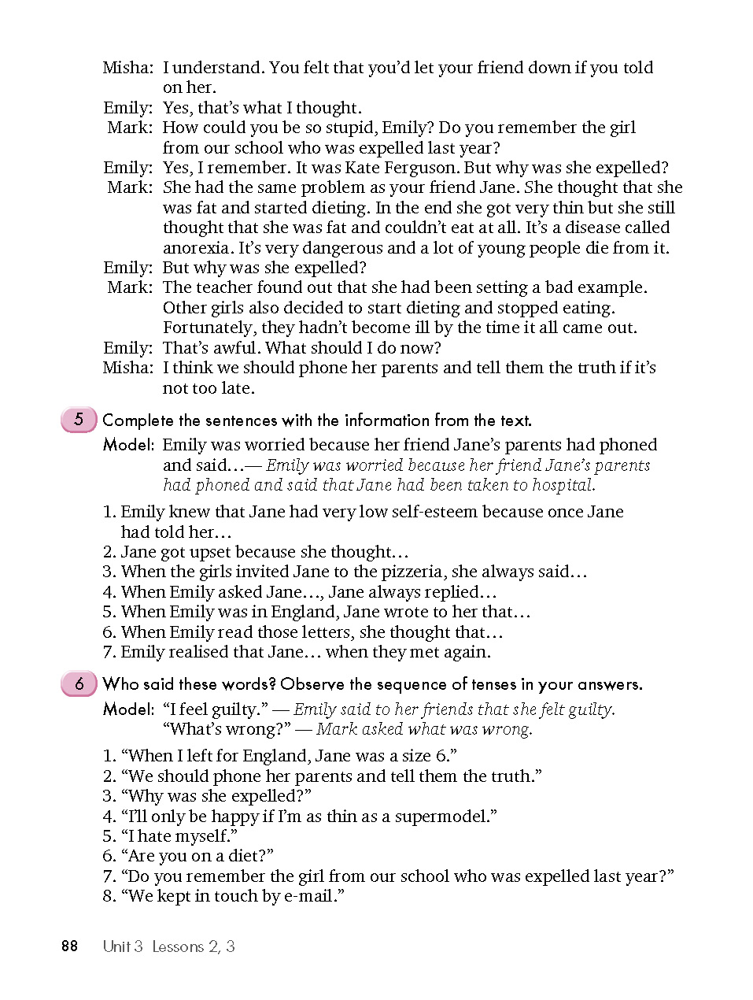 Misha: I understand. You felt that you’d let your friend down if you told
on her.
Emily: Yes, that’s what I thought.
Mark: How could you be so stupid, Emily? Do you remember the girl
from our school who was expelled last year?
Emily: Yes, I remember. It was Kate Ferguson. But why was she expelled?
Mark: She had the same problem as your friend Jane. She thought that she
was fat and started dieting. In the end she got very thin but she still
thought that she was fat and couldn’t eat at all. It’s a disease called
anorexia. It’s very dangerous and a lot of young people die from it.
Emily: But why was she expelled?
Mark: The teacher found out that she had been setting a bad example.
Other girls also decided to start dieting and stopped eating.
Fortunately, they hadn’t become ill by the time it all came out.
Emily: That’s awful. What should I do now?
Misha: I think we should phone her parents and tell them the truth if it’s
not too late.
5 Complete the sentences with the information from the text.
Model: Emily was worried because her friend Jane’s parents had phoned
and said…— Emily was worried because her friend Jane’s parents
had phoned and said that Jane had been taken to hospital.
1. Emily knew that Jane had very low self-esteem because once Jane
had told her…
2. Jane got upset because she thought…
3. When the girls invited Jane to the pizzeria, she always said…
4. When Emily asked Jane…, Jane always replied…
5. When Emily was in England, Jane wrote to her that…
6. When Emily read those letters, she thought that…
7. Emily realised that Jane… when they met again.
6 Who said these words? Observe the sequence of tenses in your answers.
Model: “I feel guilty.” — Emily said to her friends that she felt guilty.
“What’s wrong?” — Mark asked what was wrong.
1. “When I left for England, Jane was a size 6.”
2. “We should phone her parents and tell them the truth.”
3. “Why was she expelled?”
4. “I’ll only be happy if I’m as thin as a supermodel.”
5. “I hate myself.”
6. “Are you on a diet?”
7. “Do you remember the girl from our school who was expelled last year?”
8. “We kept in touch by e-mail.”
88 Unit 3 Lessons 2, 3